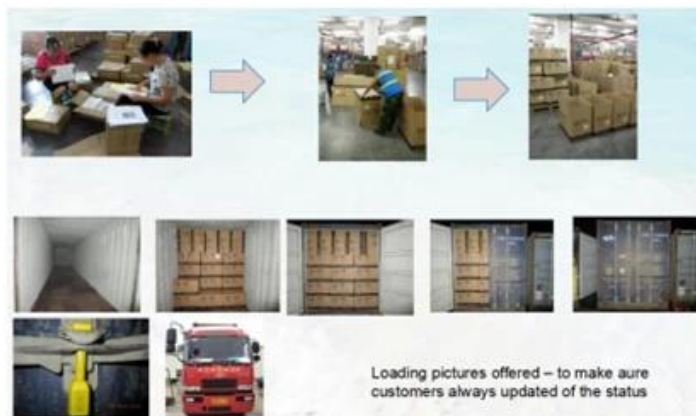 Loading pictures offered – to make aure
customers always updated of the status